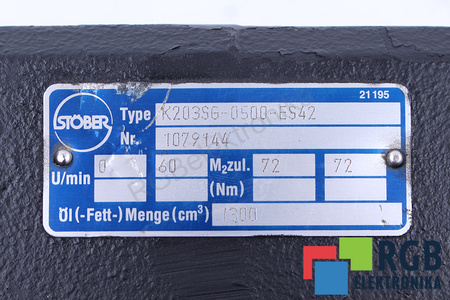 21195
STÖBER
Type K203SG-0500-ES42
Nr. 1079144
U/min 0 60 M₂zul. 72 72
(Nm)
Öl(-Fett-)Menge(cm³) 1300
RGB
ELEKTRONIKA